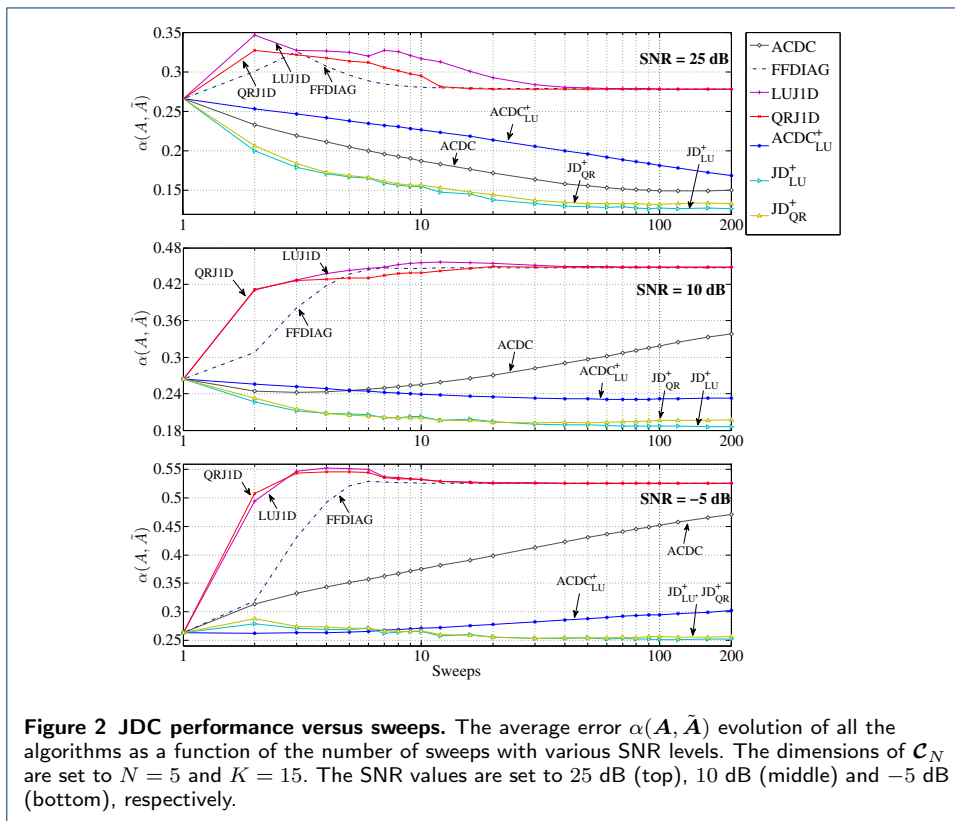 0.35
0.3
0.25
0.2
0.15
α(A, Ã)
SNR = 25 dB
LUJ1D
QRJ1D
FFDIAG
ACDC⁺LU
ACDC
JD⁺QR
JD⁺LU
1 10 100 200
ACDC
FFDIAG
LUJ1D
QRJ1D
ACDC⁺LU
JD⁺LU
JD⁺QR
0.48
0.42
0.36
0.3
0.24
0.18
α(A, Ã)
SNR = 10 dB
LUJ1D
QRJ1D
FFDIAG
ACDC
ACDC⁺LU
JD⁺QR
JD⁺LU
1 10 100 200
0.55
0.5
0.45
0.4
0.35
0.3
0.25
α(A, Ã)
SNR = −5 dB
QRJ1D
LUJ1D
FFDIAG
ACDC
ACDC⁺LU
JD⁺LU, JD⁺QR
1 10 100 200
Sweeps
Figure 2 JDC performance versus sweeps. The average error α(A, Ã) evolution of all the
algorithms as a function of the number of sweeps with various SNR levels. The dimensions of C_N
are set to N = 5 and K = 15. The SNR values are set to 25 dB (top), 10 dB (middle) and −5 dB
(bottom), respectively.